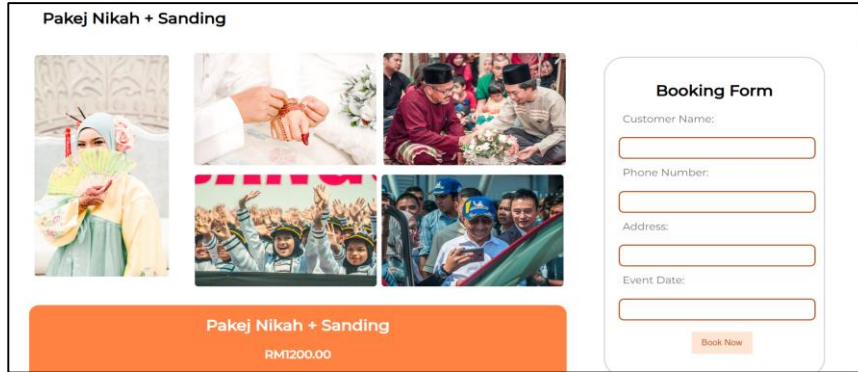 Pakej Nikah + Sanding
Booking Form
Customer Name:
Phone Number:
Address:
Event Date:
Book Now
Pakej Nikah + Sanding
RM1200.00